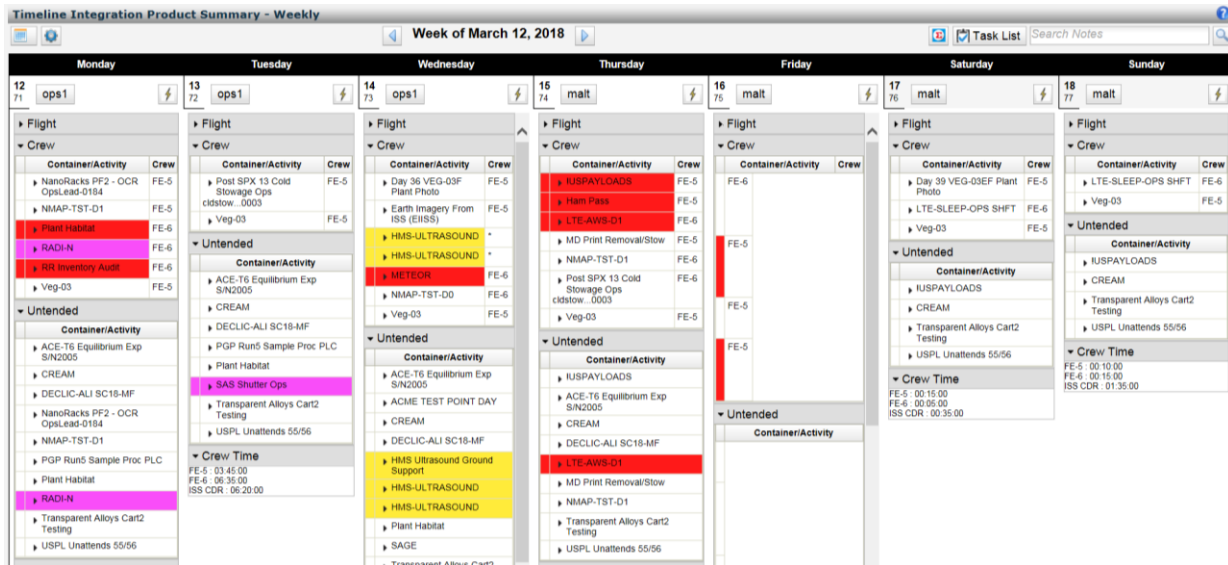 Timeline Integration Product Summary - Weekly
?
Week of March 12, 2018
Task List
Search Notes
Monday
Tuesday
Wednesday
Thursday
Friday
Saturday
Sunday
12
71
ops1
13
72
ops1
14
73
ops1
15
74
malt
16
75
malt
17
76
malt
18
77
malt
Flight
Crew
Container/Activity
Crew
NanoRacks PF2 - OCR
OpsLead-0184
FE-5
NMAP-TST-D1
FE-5
Plant Habitat
FE-6
RADI-N
FE-6
RR Inventory Audit
FE-6
Veg-03
FE-5
Untended
Container/Activity
ACE-T6 Equilibrium Exp
S/N2005
CREAM
DECLIC-ALI SC18-MF
NanoRacks PF2 - OCR
OpsLead-0184
NMAP-TST-D1
PGP Run5 Sample Proc PLC
Plant Habitat
RADI-N
Transparent Alloys Cart2
Testing
USPL Unattends 55/56
Flight
Crew
Container/Activity
Crew
Post SPX 13 Cold
Stowage Ops
cldstow...0003
FE-5
Veg-03
FE-5
Untended
Container/Activity
ACE-T6 Equilibrium Exp
S/N2005
CREAM
DECLIC-ALI SC18-MF
PGP Run5 Sample Proc PLC
Plant Habitat
SAS Shutter Ops
Transparent Alloys Cart2
Testing
USPL Unattends 55/56
Crew Time
FE-5 : 03:45:00
FE-6 : 06:35:00
ISS CDR : 06:20:00
Flight
Crew
Container/Activity
Crew
Day 36 VEG-03F
Plant Photo
FE-5
Earth Imagery From
ISS (EIISS)
FE-5
HMS-ULTRASOUND
*
HMS-ULTRASOUND
*
METEOR
FE-6
NMAP-TST-D0
FE-6
Veg-03
FE-5
Untended
Container/Activity
ACE-T6 Equilibrium Exp
S/N2005
ACME TEST POINT DAY
CREAM
DECLIC-ALI SC18-MF
HMS Ultrasound Ground
Support
HMS-ULTRASOUND
HMS-ULTRASOUND
Plant Habitat
SAGE
Transparent Alloys Cart2
Flight
Crew
Container/Activity
Crew
IUSPAYLOADS
FE-5
Ham Pass
FE-5
LTE-AWS-D1
FE-6
MD Print Removal/Stow
FE-5
NMAP-TST-D1
FE-6
Post SPX 13 Cold
Stowage Ops
cldstow...0003
FE-6
Veg-03
FE-5
Untended
Container/Activity
IUSPAYLOADS
ACE-T6 Equilibrium Exp
S/N2005
CREAM
DECLIC-ALI SC18-MF
LTE-AWS-D1
MD Print Removal/Stow
NMAP-TST-D1
Transparent Alloys Cart2
Testing
USPL Unattends 55/56
Flight
Crew
FE-6
FE-5
FE-5
FE-5
Untended
Container/Activity
Flight
Crew
Container/Activity
Crew
Day 39 VEG-03EF Plant
Photo
FE-5
LTE-SLEEP-OPS SHFT
FE-6
Veg-03
FE-5
Untended
Container/Activity
IUSPAYLOADS
CREAM
Transparent Alloys Cart2
Testing
USPL Unattends 55/56
Crew Time
FE-5 : 00:15:00
FE-6 : 00:05:00
ISS CDR : 00:35:00
Flight
Crew
Container/Activity
Crew
LTE-SLEEP-OPS SHFT
FE-6
Veg-03
FE-5
Untended
Container/Activity
IUSPAYLOADS
CREAM
Transparent Alloys Cart2
Testing
USPL Unattends 55/56
Crew Time
FE-5 : 00:10:00
FE-6 : 00:15:00
ISS CDR : 01:35:00